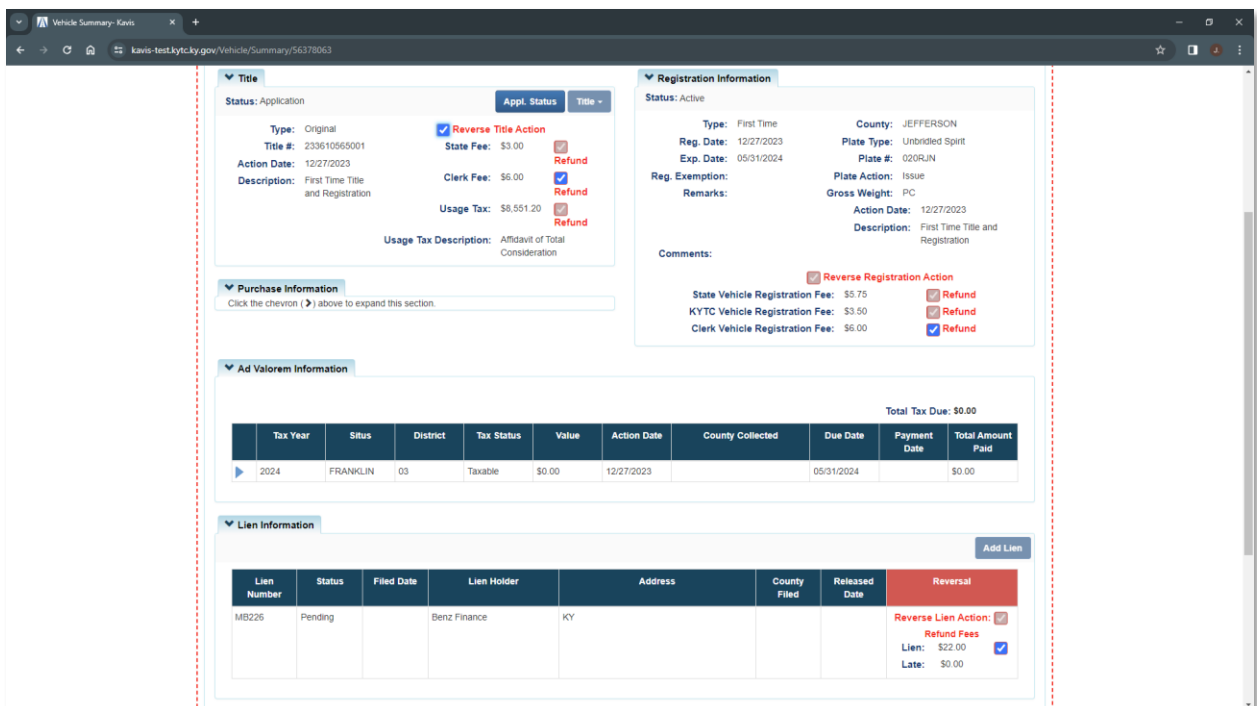 Vehicle Summary- Kavis
kavis-test.kytc.ky.gov/Vehicle/Summary/56378063
J
Title
Status: Application
Appl. Status
Title
Type: Original
Reverse Title Action
Title #: 233610565001
State Fee: $3.00
Refund
Action Date: 12/27/2023
Clerk Fee: $6.00
Refund
Description: First Time Title
and Registration
Usage Tax: $8,551.20
Refund
Usage Tax Description: Affidavit of Total
Consideration
Purchase Information
Click the chevron (❯) above to expand this section.
Registration Information
Status: Active
Type: First Time
County: JEFFERSON
Reg. Date: 12/27/2023
Plate Type: Unbridled Spirit
Exp. Date: 05/31/2024
Plate #: 020RJN
Reg. Exemption:
Plate Action: Issue
Remarks:
Gross Weight: PC
Action Date: 12/27/2023
Description: First Time Title and
Registration
Comments:
Reverse Registration Action
State Vehicle Registration Fee: $5.75 Refund
KYTC Vehicle Registration Fee: $3.50 Refund
Clerk Vehicle Registration Fee: $6.00 Refund
Ad Valorem Information
Total Tax Due: $0.00
Tax Year Situs District Tax Status Value Action Date County Collected Due Date Payment Date Total Amount Paid
2024 FRANKLIN 03 Taxable $0.00 12/27/2023 05/31/2024 $0.00
Lien Information
Add Lien
Lien Number Status Filed Date Lien Holder Address County Filed Released Date Reversal
MB226 Pending Benz Finance KY
Reverse Lien Action:
Refund Fees
Lien: $22.00
Late: $0.00